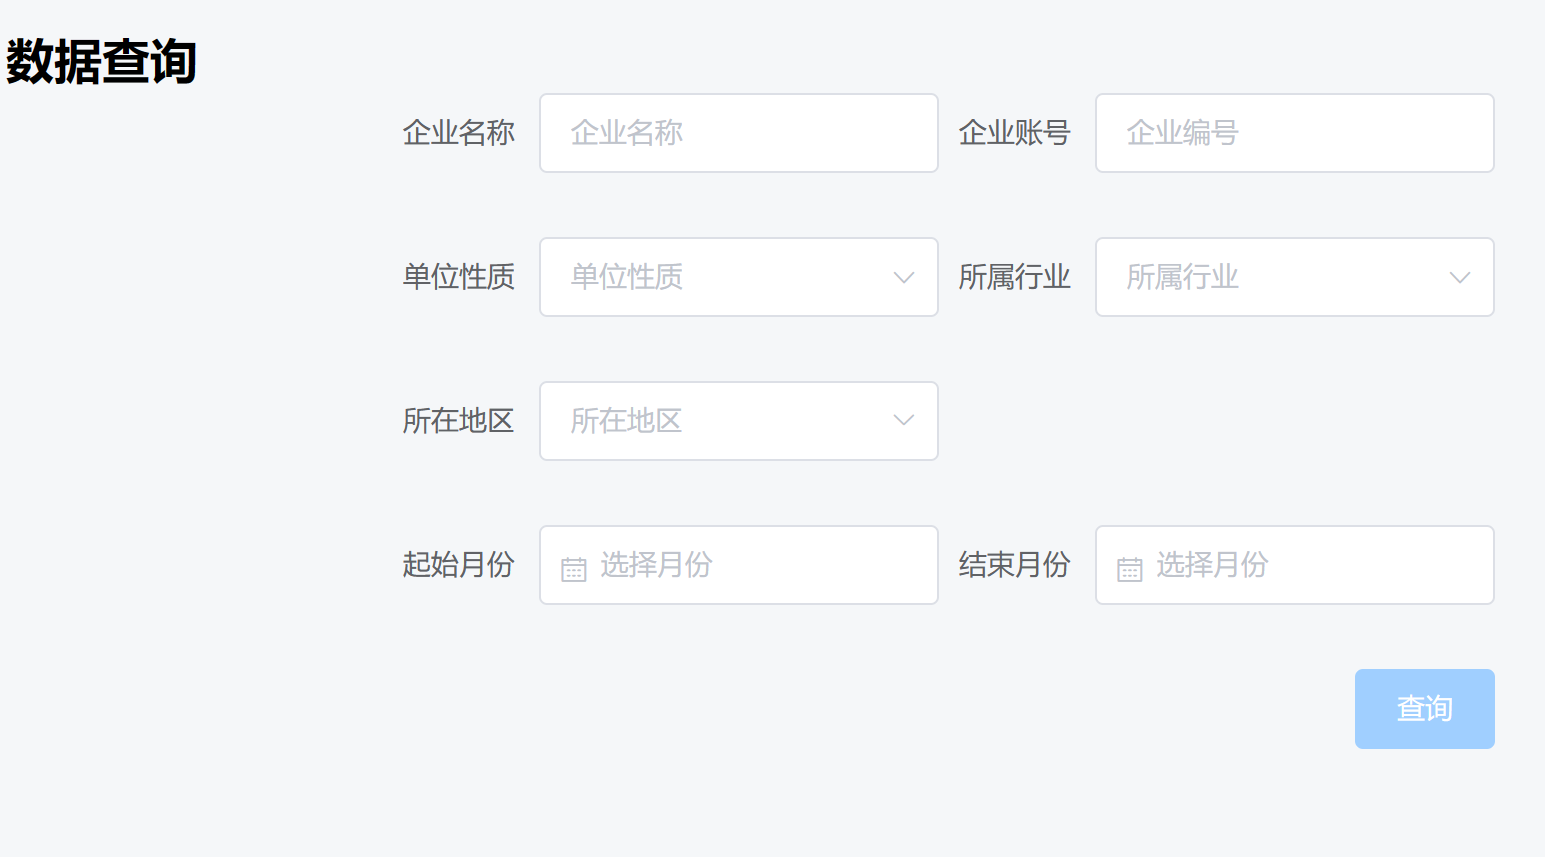 数据查询
企业名称 企业名称 企业账号 企业编号
单位性质 单位性质 所属行业 所属行业
所在地区 所在地区
起始月份 选择月份 结束月份 选择月份
查询